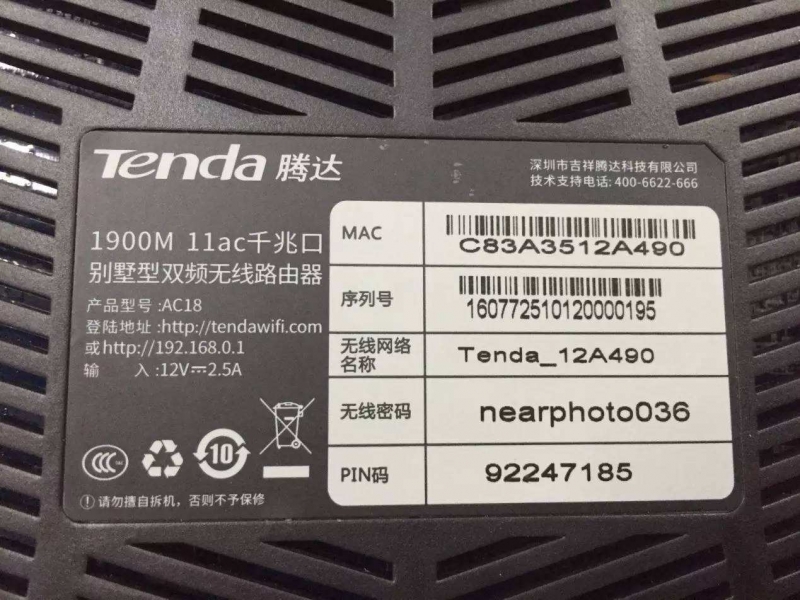 Tenda 腾达
深圳市吉祥腾达科技有限公司
技术支持电话: 400-6622-666
1900M 11ac千兆口
别墅型双频无线路由器
产品型号:AC18
登陆地址:http://tendawifi.com
或http://192.168.0.1
输 入:12V⎓2.5A
CCC
10
!请勿擅自拆机，否则不予保修
MAC
C83A3512A490
序列号
160772510120000195
无线网络
名称
Tenda_12A490
无线密码
nearphoto036
PIN码
92247185